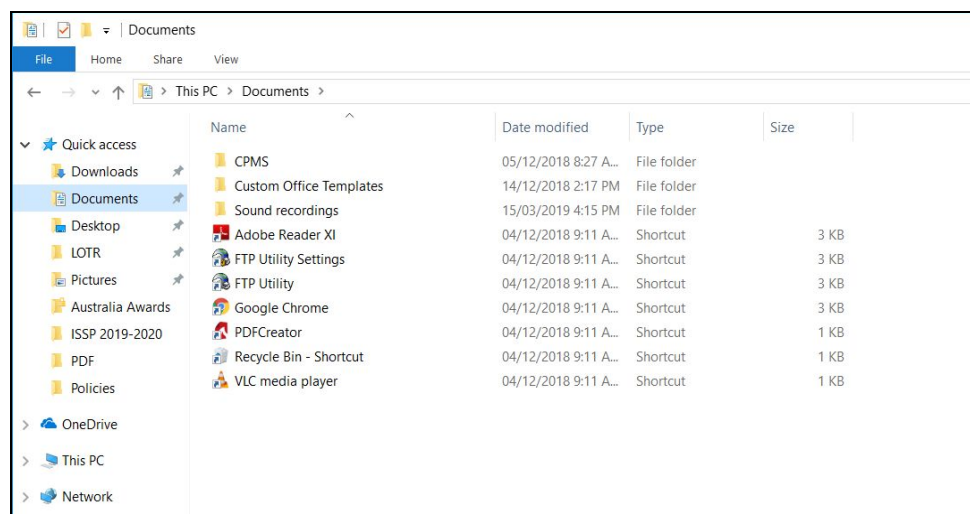 Documents
File Home Share View
This PC > Documents >
Name Date modified Type Size
Quick access
Downloads
Documents
Desktop
LOTR
Pictures
Australia Awards
ISSP 2019-2020
PDF
Policies
OneDrive
This PC
Network
CPMS 05/12/2018 8:27 A... File folder
Custom Office Templates 14/12/2018 2:17 PM File folder
Sound recordings 15/03/2019 4:15 PM File folder
Adobe Reader XI 04/12/2018 9:11 A... Shortcut 3 KB
FTP Utility Settings 04/12/2018 9:11 A... Shortcut 3 KB
FTP Utility 04/12/2018 9:11 A... Shortcut 3 KB
Google Chrome 04/12/2018 9:11 A... Shortcut 3 KB
PDFCreator 04/12/2018 9:11 A... Shortcut 1 KB
Recycle Bin - Shortcut 04/12/2018 9:11 A... Shortcut 1 KB
VLC media player 04/12/2018 9:11 A... Shortcut 1 KB